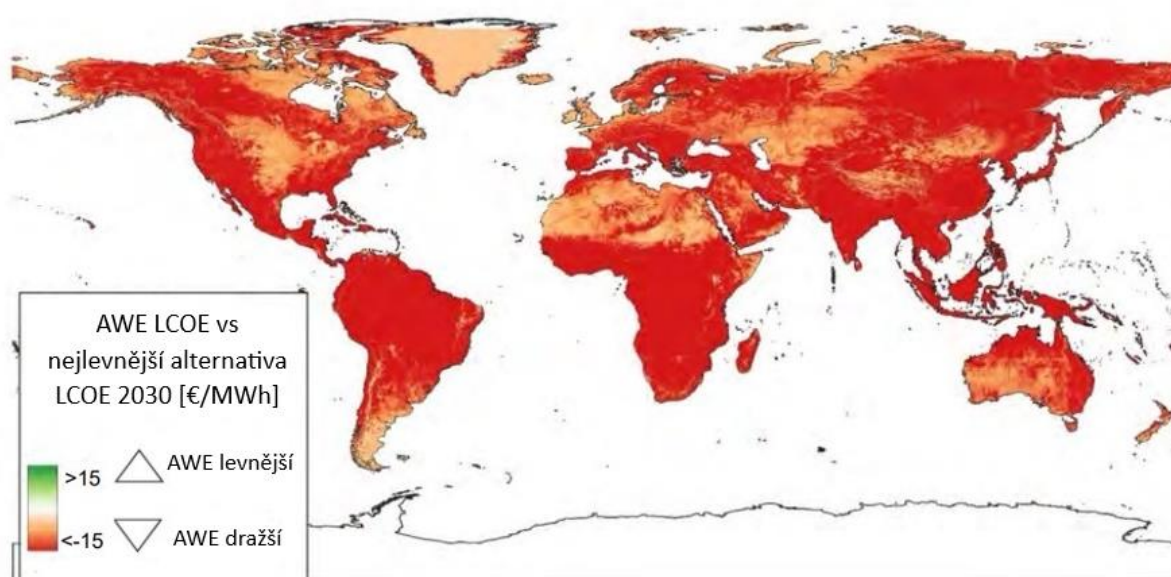 AWE LCOE vs
nejlevnější alternativa
LCOE 2030 [€/MWh]
>15 AWE levnější
<-15 AWE dražší